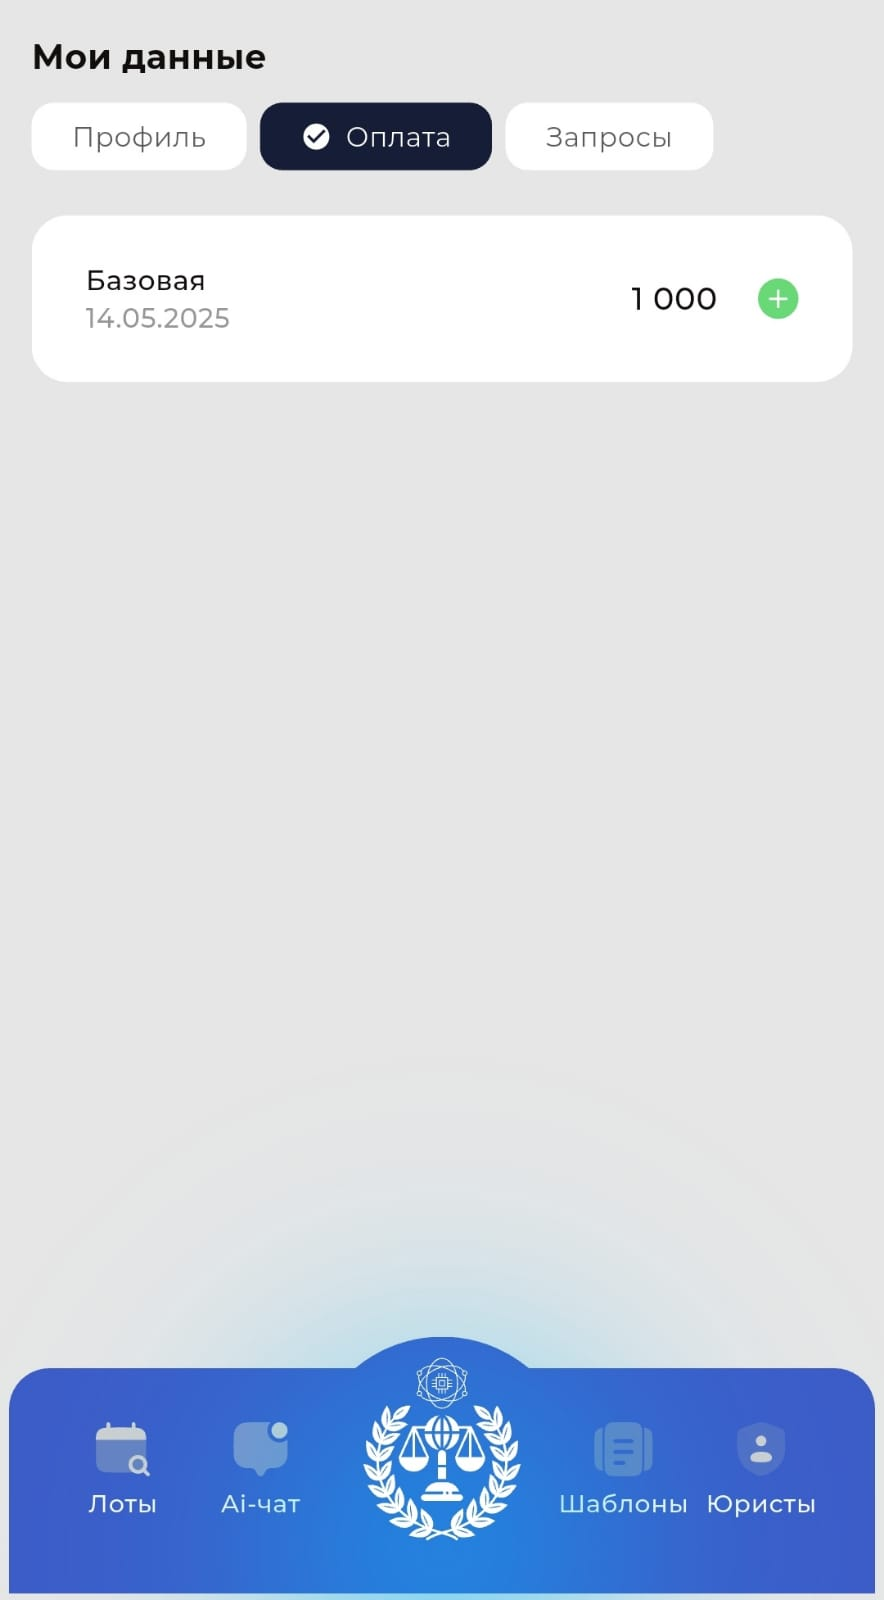 Мои данные
Профиль
Оплата
Запросы
Базовая
14.05.2025
1 000
Лоты
Ai-чат
Шаблоны
Юристы